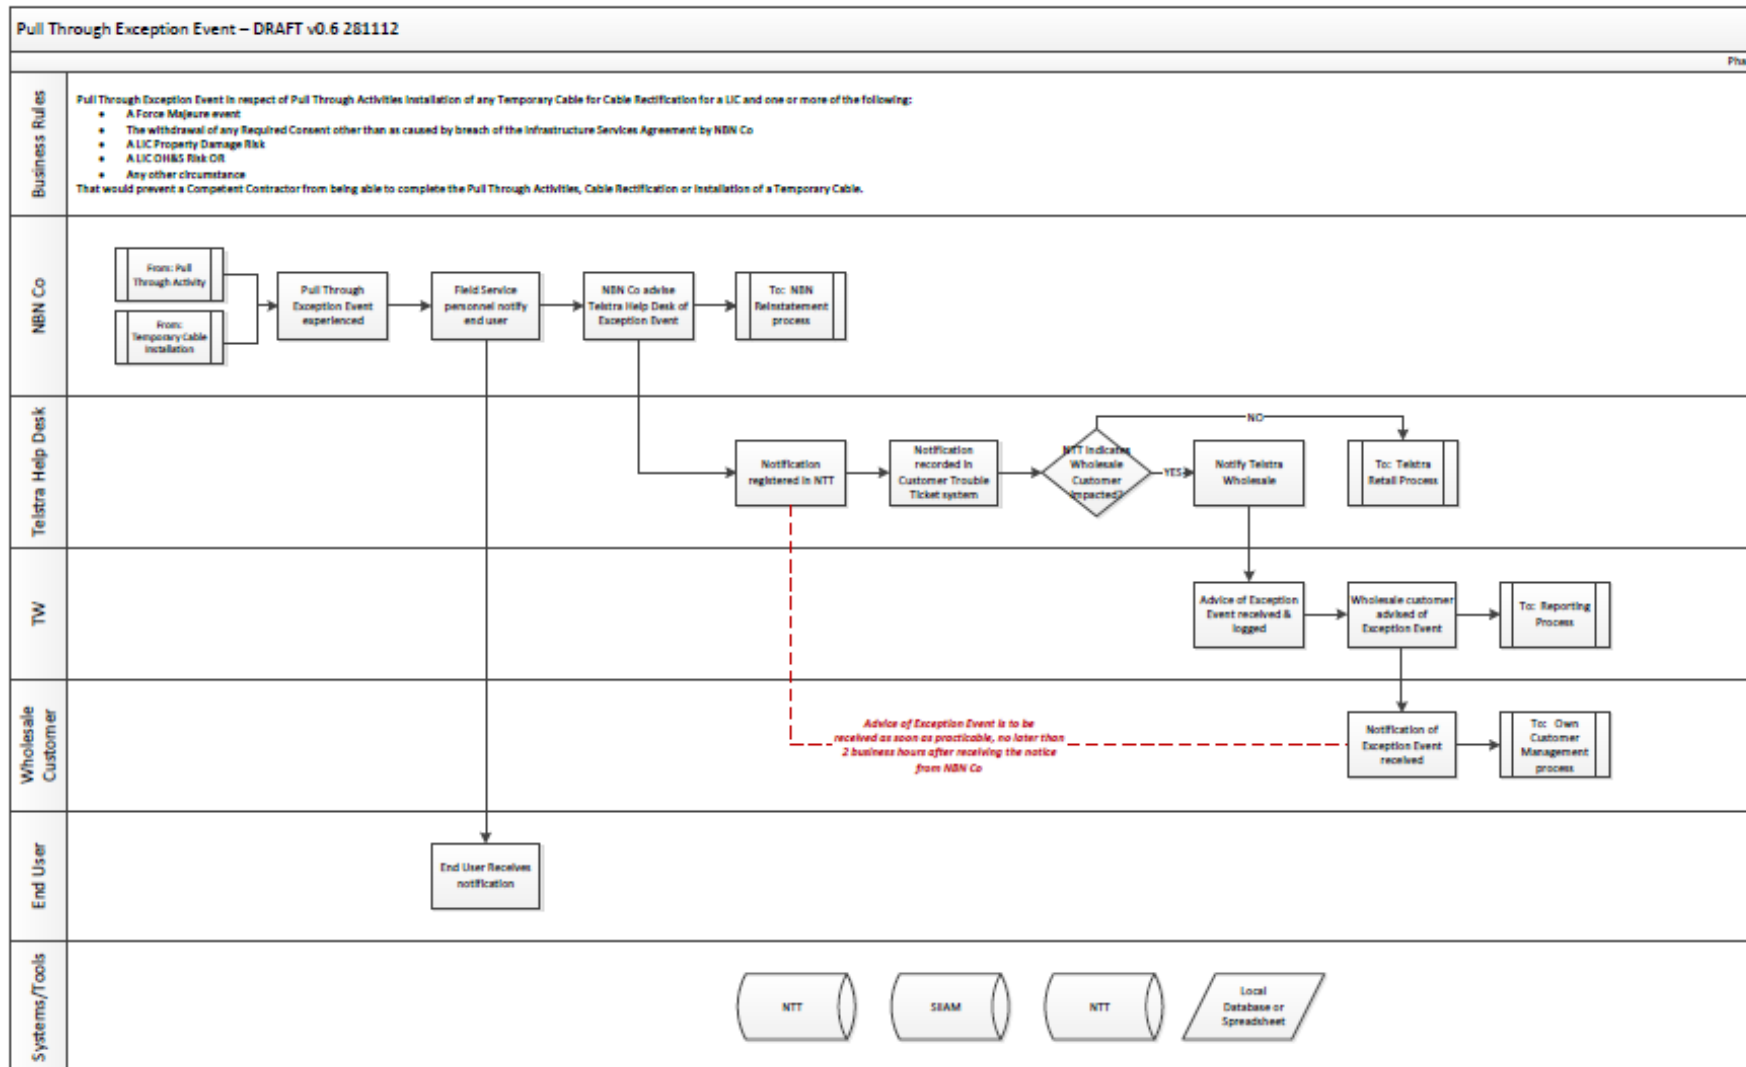 Pull Through Exception Event – DRAFT v0.6 281112
Pha
Business Rules
Pull Through Exception Event in respect of Pull Through Activities Installation of any Temporary Cable for Cable Rectification for a LIC and one or more of the following:
• A Force Majeure event
• The withdrawal of any Required Consent other than as caused by breach of the Infrastructure Services Agreement by NBN Co
• A LIC Property Damage Risk
• A LIC OH&S Risk OR
• Any other circumstance
That would prevent a Competent Contractor from being able to complete the Pull Through Activities, Cable Rectification or Installation of a Temporary Cable.
NBN Co
From: Pull
Through Activity
From:
Temporary Cable
Installation
Pull Through
Exception Event
experienced
Field Service
personnel notify
end user
NBN Co advise
Telstra Help Desk of
Exception Event
To: NBN
Reinstatement
process
Telstra Help Desk
Notification
registered in NTT
Notification
recorded in
Customer Trouble
Ticket system
NTT indicates
Wholesale
Customer
impacted?
NO
YES
Notify Telstra
Wholesale
To: Telstra
Retail Process
TW
Advice of Exception
Event received &
logged
Wholesale customer
advised of
Exception Event
To: Reporting
Process
Wholesale
Customer
Advice of Exception Event is to be
received as soon as practicable, no later than
2 business hours after receiving the notice
from NBN Co
Notification of
Exception Event
received
To: Own
Customer
Management
process
End User
End User Receives
notification
Systems/Tools
NTT
SIIAM
NTT
Local
Database or
Spreadsheet